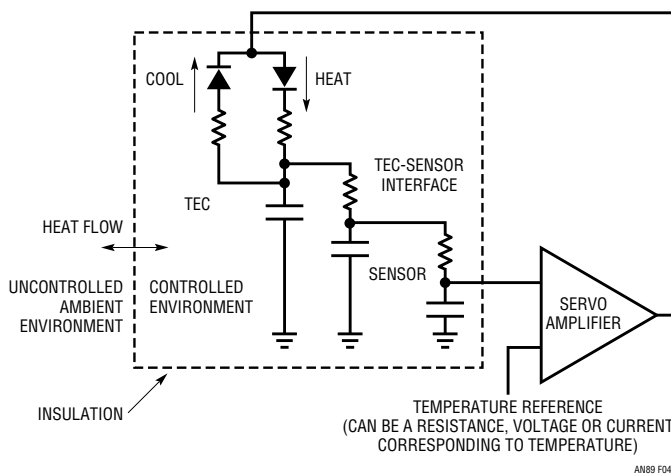 COOL
HEAT
TEC-SENSOR
INTERFACE
TEC
HEAT FLOW
UNCONTROLLED
AMBIENT
ENVIRONMENT
CONTROLLED
ENVIRONMENT
SENSOR
SERVO
AMPLIFIER
INSULATION
TEMPERATURE REFERENCE
(CAN BE A RESISTANCE, VOLTAGE OR CURRENT
CORRESPONDING TO TEMPERATURE)
AN89 F04